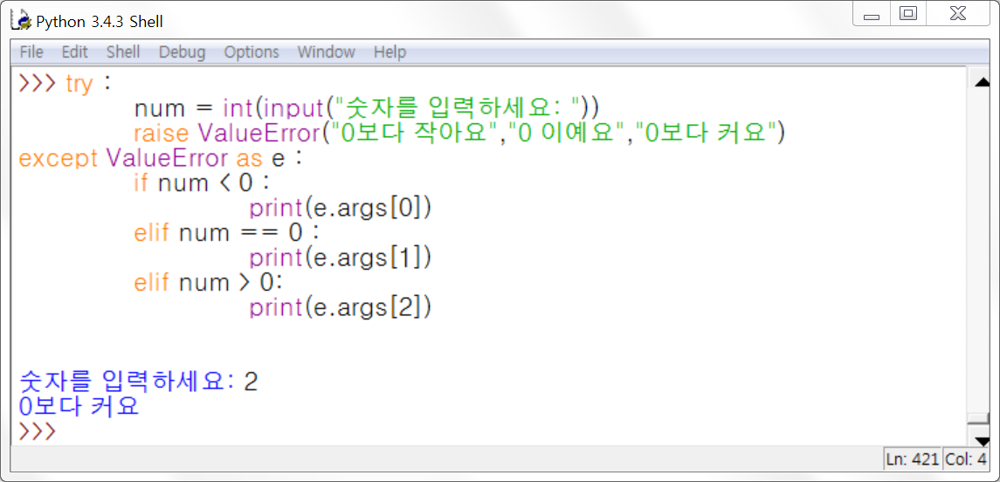 Python 3.4.3 Shell
File Edit Shell Debug Options Window Help
>>> try :
num = int(input("숫자를 입력하세요: "))
raise ValueError("0보다 작아요","0 이예요","0보다 커요")
except ValueError as e :
if num < 0 :
print(e.args[0])
elif num == 0 :
print(e.args[1])
elif num > 0:
print(e.args[2])
숫자를 입력하세요: 2
0보다 커요
>>>
Ln: 421 Col: 4